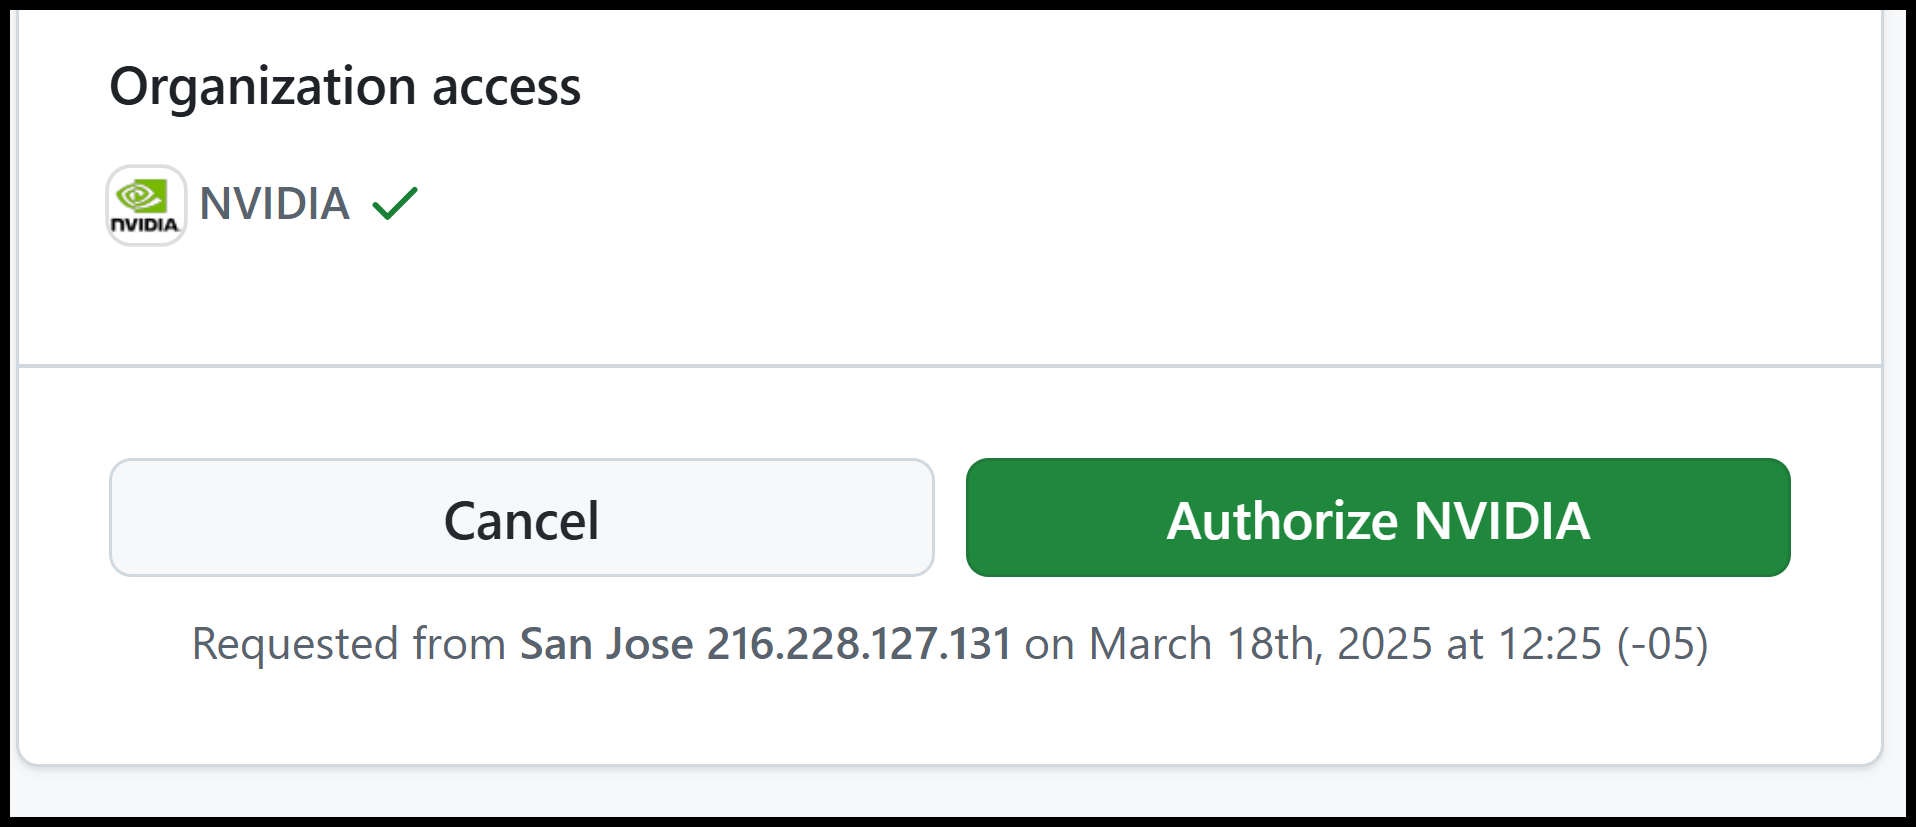 Organization access
NVIDIA
NVIDIA
Cancel
Authorize NVIDIA
Requested from San Jose 216.228.127.131 on March 18th, 2025 at 12:25 (-05)